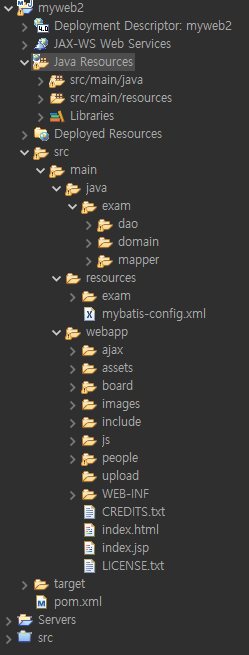 myweb2
Deployment Descriptor: myweb2
JAX-WS Web Services
Java Resources
src/main/java
src/main/resources
Libraries
Deployed Resources
src
main
java
exam
dao
domain
mapper
resources
exam
mybatis-config.xml
webapp
ajax
assets
board
images
include
js
people
upload
WEB-INF
CREDITS.txt
index.html
index.jsp
LICENSE.txt
target
pom.xml
Servers
src